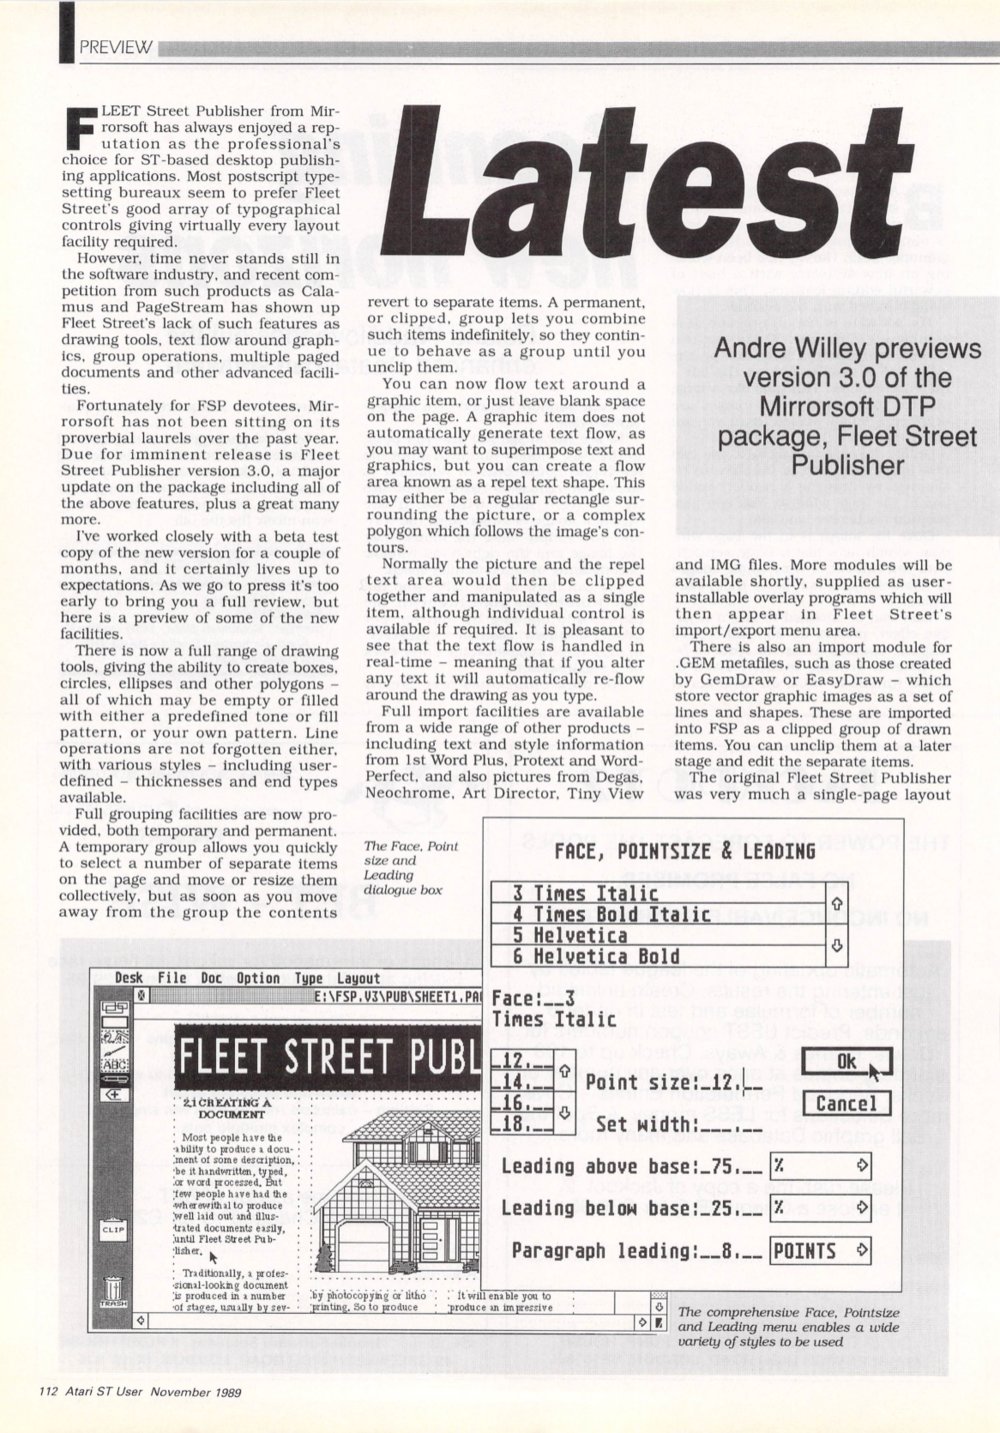 PREVIEW
FLEET Street Publisher from Mir-
rorsoft has always enjoyed a rep-
utation as the professional's
choice for ST-based desktop publish-
ing applications. Most postscript type-
setting bureaux seem to prefer Fleet
Street's good array of typographical
controls giving virtually every layout
facility required.
However, time never stands still in
the software industry, and recent com-
petition from such products as Cala-
mus and PageStream has shown up
Fleet Street's lack of such features as
drawing tools, text flow around graph-
ics, group operations, multiple paged
documents and other advanced facili-
ties.
Fortunately for FSP devotees, Mir-
rorsoft has not been sitting on its
proverbial laurels over the past year.
Due for imminent release is Fleet
Street Publisher version 3.0, a major
update on the package including all of
the above features, plus a great many
more.
I've worked closely with a beta test
copy of the new version for a couple of
months, and it certainly lives up to
expectations. As we go to press it's too
early to bring you a full review, but
here is a preview of some of the new
facilities.
There is now a full range of drawing
tools, giving the ability to create boxes,
circles, ellipses and other polygons –
all of which may be empty or filled
with either a predefined tone or fill
pattern, or your own pattern. Line
operations are not forgotten either,
with various styles – including user-
defined – thicknesses and end types
available.
Full grouping facilities are now pro-
vided, both temporary and permanent.
A temporary group allows you quickly
to select a number of separate items
on the page and move or resize them
collectively, but as soon as you move
away from the group the contents
Latest
revert to separate items. A permanent,
or clipped, group lets you combine
such items indefinitely, so they contin-
ue to behave as a group until you
unclip them.
You can now flow text around a
graphic item, or just leave blank space
on the page. A graphic item does not
automatically generate text flow, as
you may want to superimpose text and
graphics, but you can create a flow
area known as a repel text shape. This
may either be a regular rectangle sur-
rounding the picture, or a complex
polygon which follows the image's con-
tours.
Normally the picture and the repel
text area would then be clipped
together and manipulated as a single
item, although individual control is
available if required. It is pleasant to
see that the text flow is handled in
real-time – meaning that if you alter
any text it will automatically re-flow
around the drawing as you type.
Full import facilities are available
from a wide range of other products –
including text and style information
from 1st Word Plus, Protext and Word-
Perfect, and also pictures from Degas,
Neochrome, Art Director, Tiny View
Andre Willey previews
version 3.0 of the
Mirrorsoft DTP
package, Fleet Street
Publisher
and IMG files. More modules will be
available shortly, supplied as user-
installable overlay programs which will
then appear in Fleet Street's
import/export menu area.
There is also an import module for
.GEM metafiles, such as those created
by GemDraw or EasyDraw – which
store vector graphic images as a set of
lines and shapes. These are imported
into FSP as a clipped group of drawn
items. You can unclip them at a later
stage and edit the separate items.
The original Fleet Street Publisher
was very much a single-page layout
The Face, Point
size and
Leading
dialogue box
FACE, POINTSIZE & LEADING
3 Times Italic
4 Times Bold Italic
5 Helvetica
6 Helvetica Bold
Face:__3
Times Italic
12.__
14.__
16.__
18.__
Point size:_12.__
Set width:___.__
Ok
Cancel
Leading above base:_75.__ %
Leading below base:_25.__ %
Paragraph leading:__8.__ POINTS
Desk File Doc Option Type Layout
E:\FSP.V3\PUB\SHEET1.PA
ABC
CLIP
TRASH
FLEET STREET PUBL
2.1 CREATING A
DOCUMENT
Most people have the
ability to produce a docu-
ment of some description,
be it handwritten, typed,
or word processed. But
few people have had the
wherewithal to produce
well laid out and illus-
trated documents easily,
until Fleet Street Pub-
lisher.
Traditionally, a profes-
sional-looking document
is produced in a number
of stages, usually by sev-
by photocopying or litho
printing. So to produce
It will enable you to
produce an impressive
The comprehensive Face, Pointsize
and Leading menu enables a wide
variety of styles to be used
112 Atari ST User November 1989